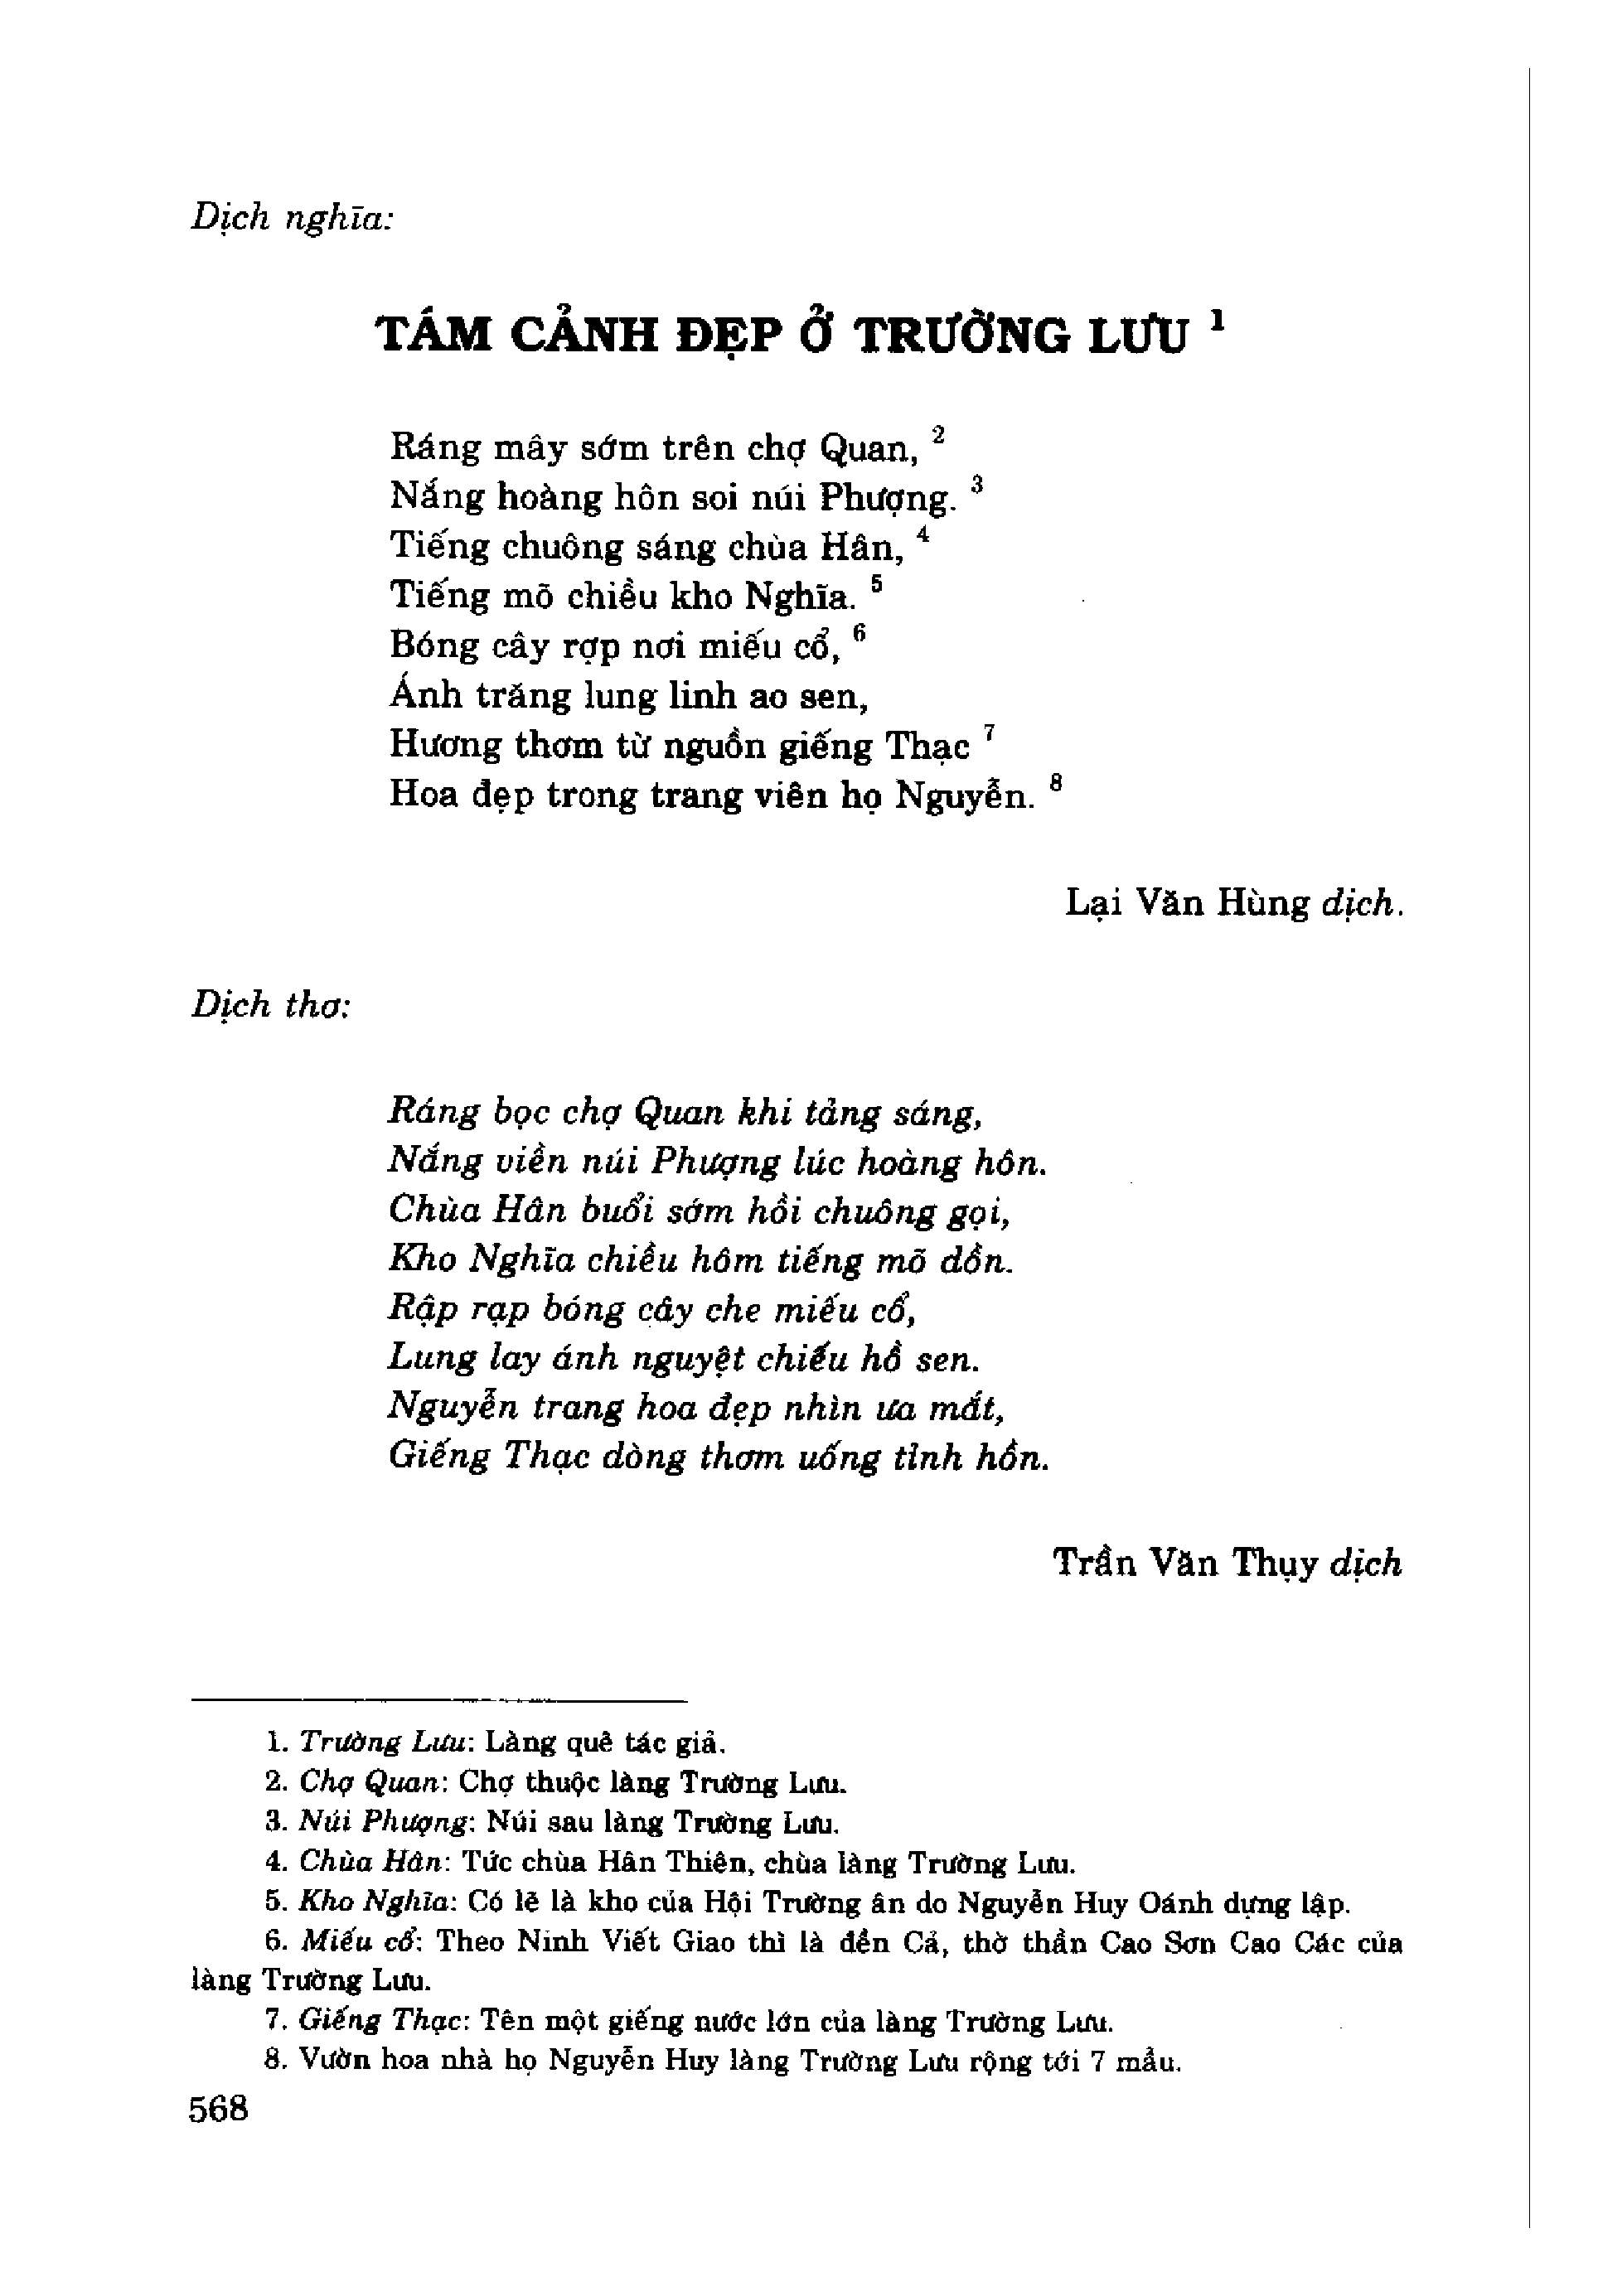 Dịch nghĩa:
TÁM CẢNH ĐẸP Ở TRƯỜNG LƯU ¹
Ráng mây sớm trên chợ Quan, ²
Nắng hoàng hôn soi núi Phượng. ³
Tiếng chuông sáng chùa Hân, ⁴
Tiếng mõ chiều kho Nghĩa. ⁵
Bóng cây rợp nơi miếu cổ, ⁶
Ánh trăng lung linh ao sen,
Hương thơm từ nguồn giếng Thạc ⁷
Hoa đẹp trong trang viên họ Nguyễn. ⁸
Lại Văn Hùng dịch.
Dịch thơ:
Ráng bọc chợ Quan khi tảng sáng,
Nắng viền núi Phượng lúc hoàng hôn.
Chùa Hân buổi sớm hồi chuông gọi,
Kho Nghĩa chiều hôm tiếng mõ dồn.
Rập rạp bóng cây che miếu cổ,
Lung lay ánh nguyệt chiếu hồ sen.
Nguyễn trang hoa đẹp nhìn ưa mắt,
Giếng Thạc dòng thơm uống tỉnh hồn.
Trần Văn Thụy dịch
1. Trường Lưu: Làng quê tác giả.
2. Chợ Quan: Chợ thuộc làng Trường Lưu.
3. Núi Phượng: Núi sau làng Trường Lưu.
4. Chùa Hân: Tức chùa Hân Thiên, chùa làng Trường Lưu.
5. Kho Nghĩa: Có lẽ là kho của Hội Trường ân do Nguyễn Huy Oánh dựng lập.
6. Miếu cổ: Theo Ninh Viết Giao thì là đền Cả, thờ thần Cao Sơn Cao Các của
làng Trường Lưu.
7. Giếng Thạc: Tên một giếng nước lớn của làng Trường Lưu.
8. Vườn hoa nhà họ Nguyễn Huy làng Trường Lưu rộng tới 7 mẫu.
568